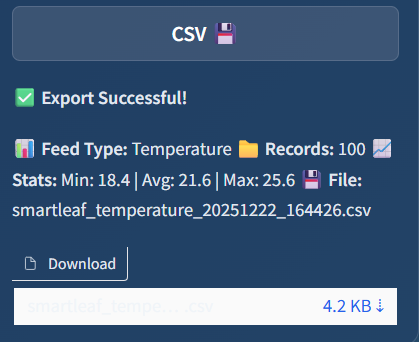 CSV 💾
✅ Export Successful!
📊 Feed Type: Temperature 📁 Records: 100 📈
Stats: Min: 18.4 | Avg: 21.6 | Max: 25.6 💾 File:
smartleaf_temperature_20251222_164426.csv
Download
smartleaf_tempe... .csv 4.2 KB ⇣